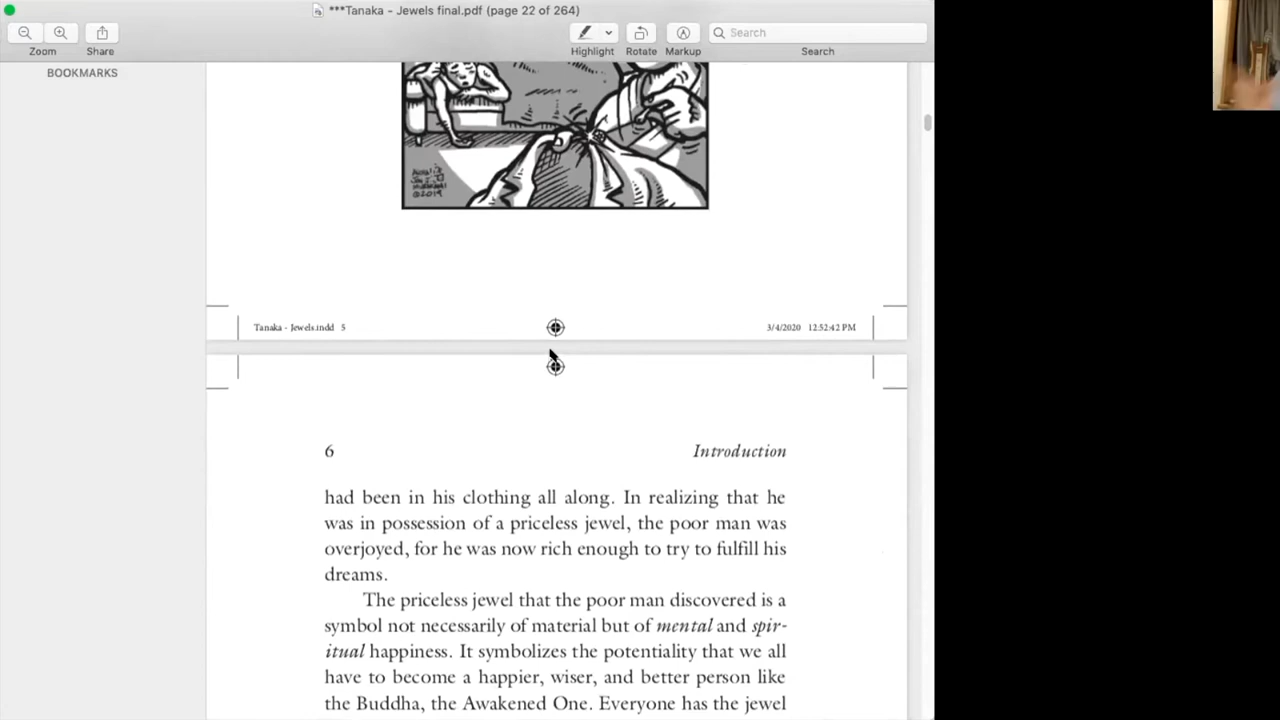 ***Tanaka - Jewels final.pdf (page 22 of 264)
Search
Zoom
Share
Highlight
Rotate
Markup
Search
BOOKMARKS
©2019
Tanaka - Jewels.indd 5
3/4/2020 12:52:42 PM
6
Introduction
had been in his clothing all along. In realizing that he
was in possession of a priceless jewel, the poor man was
overjoyed, for he was now rich enough to try to fulfill his
dreams.
The priceless jewel that the poor man discovered is a
symbol not necessarily of material but of mental and spir-
itual happiness. It symbolizes the potentiality that we all
have to become a happier, wiser, and better person like
the Buddha, the Awakened One. Everyone has the jewel